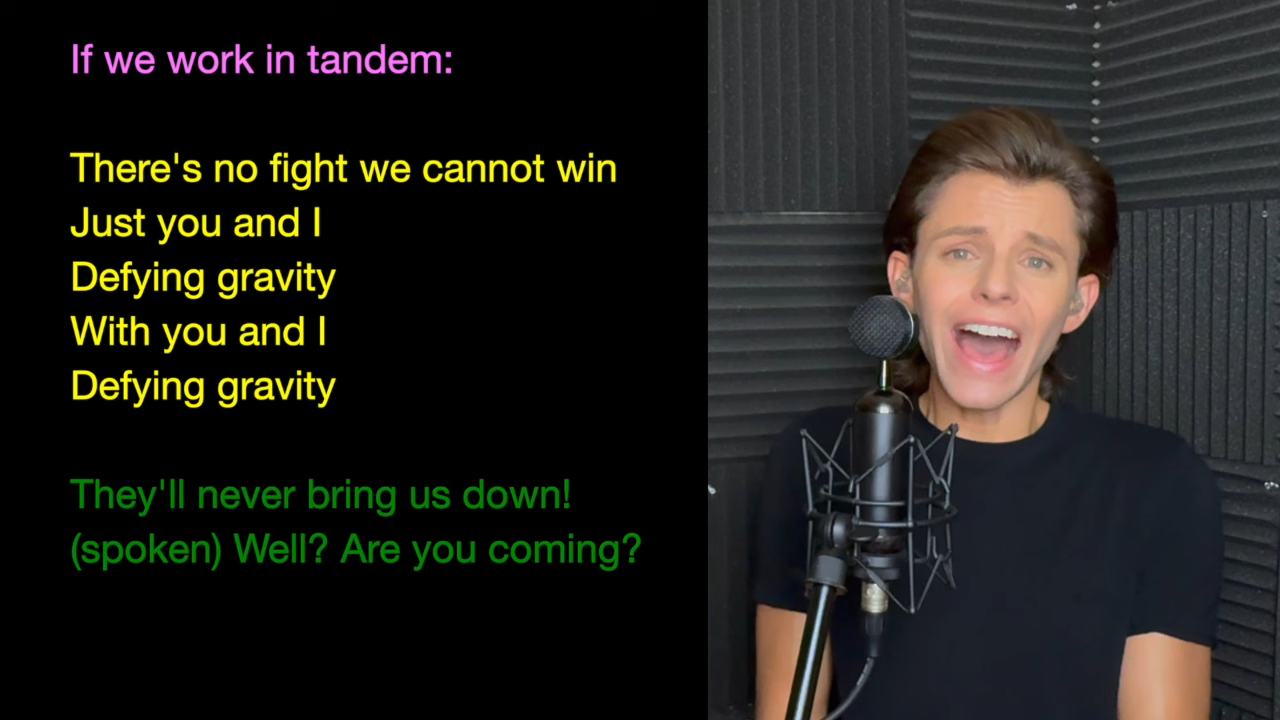 If we work in tandem:
There's no fight we cannot win
Just you and I
Defying gravity
With you and I
Defying gravity
They'll never bring us down!
(spoken) Well? Are you coming?